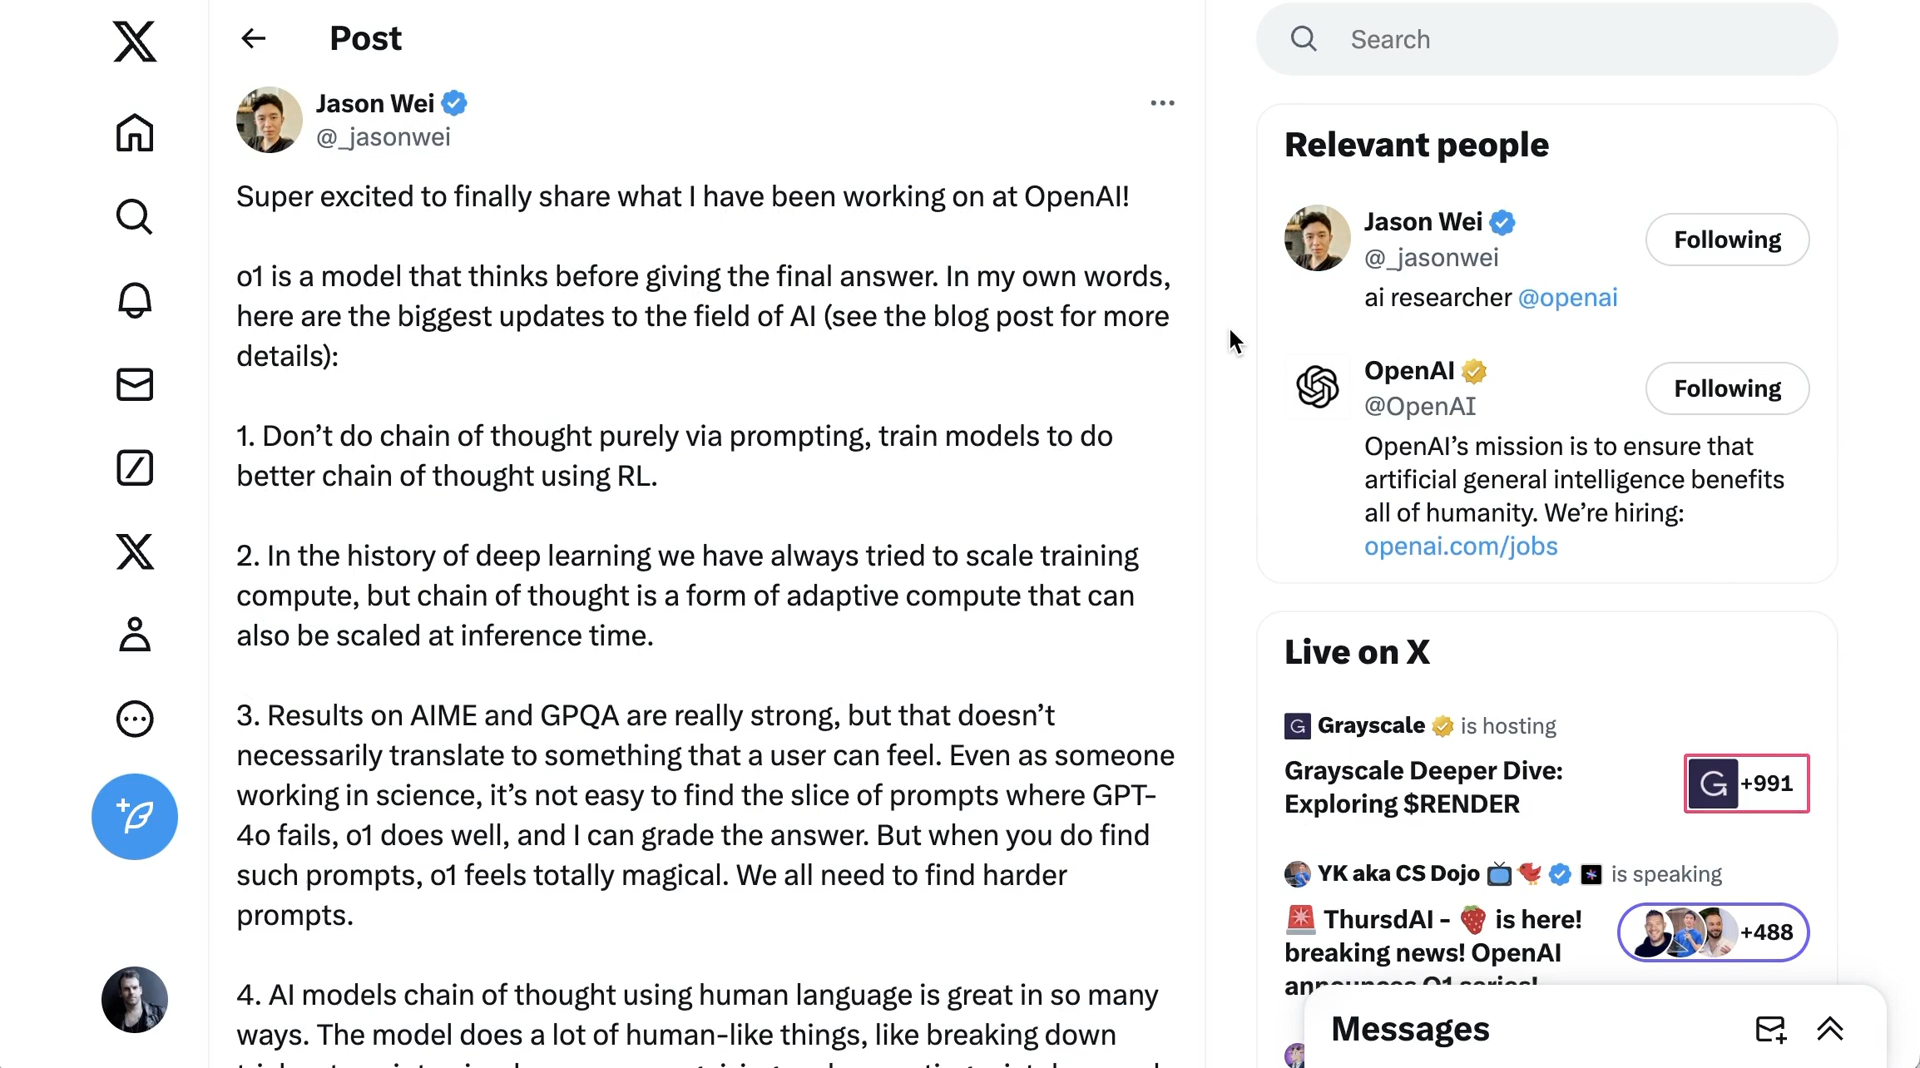 Post
Jason Wei
@_jasonwei
Super excited to finally share what I have been working on at OpenAI!
o1 is a model that thinks before giving the final answer. In my own words,
here are the biggest updates to the field of AI (see the blog post for more
details):
1. Don’t do chain of thought purely via prompting, train models to do
better chain of thought using RL.
2. In the history of deep learning we have always tried to scale training
compute, but chain of thought is a form of adaptive compute that can
also be scaled at inference time.
3. Results on AIME and GPQA are really strong, but that doesn’t
necessarily translate to something that a user can feel. Even as someone
working in science, it’s not easy to find the slice of prompts where GPT-
4o fails, o1 does well, and I can grade the answer. But when you do find
such prompts, o1 feels totally magical. We all need to find harder
prompts.
4. AI models chain of thought using human language is great in so many
ways. The model does a lot of human-like things, like breaking down
Search
Relevant people
Jason Wei
Following
@_jasonwei
ai researcher @openai
OpenAI
Following
@OpenAI
OpenAI’s mission is to ensure that
artificial general intelligence benefits
all of humanity. We’re hiring:
openai.com/jobs
Live on X
Grayscale is hosting
Grayscale Deeper Dive:
Exploring $RENDER
G +991
YK aka CS Dojo is speaking
ThursdAI - 🍓 is here!
breaking news! OpenAI
announces O1 series!
+488
Messages